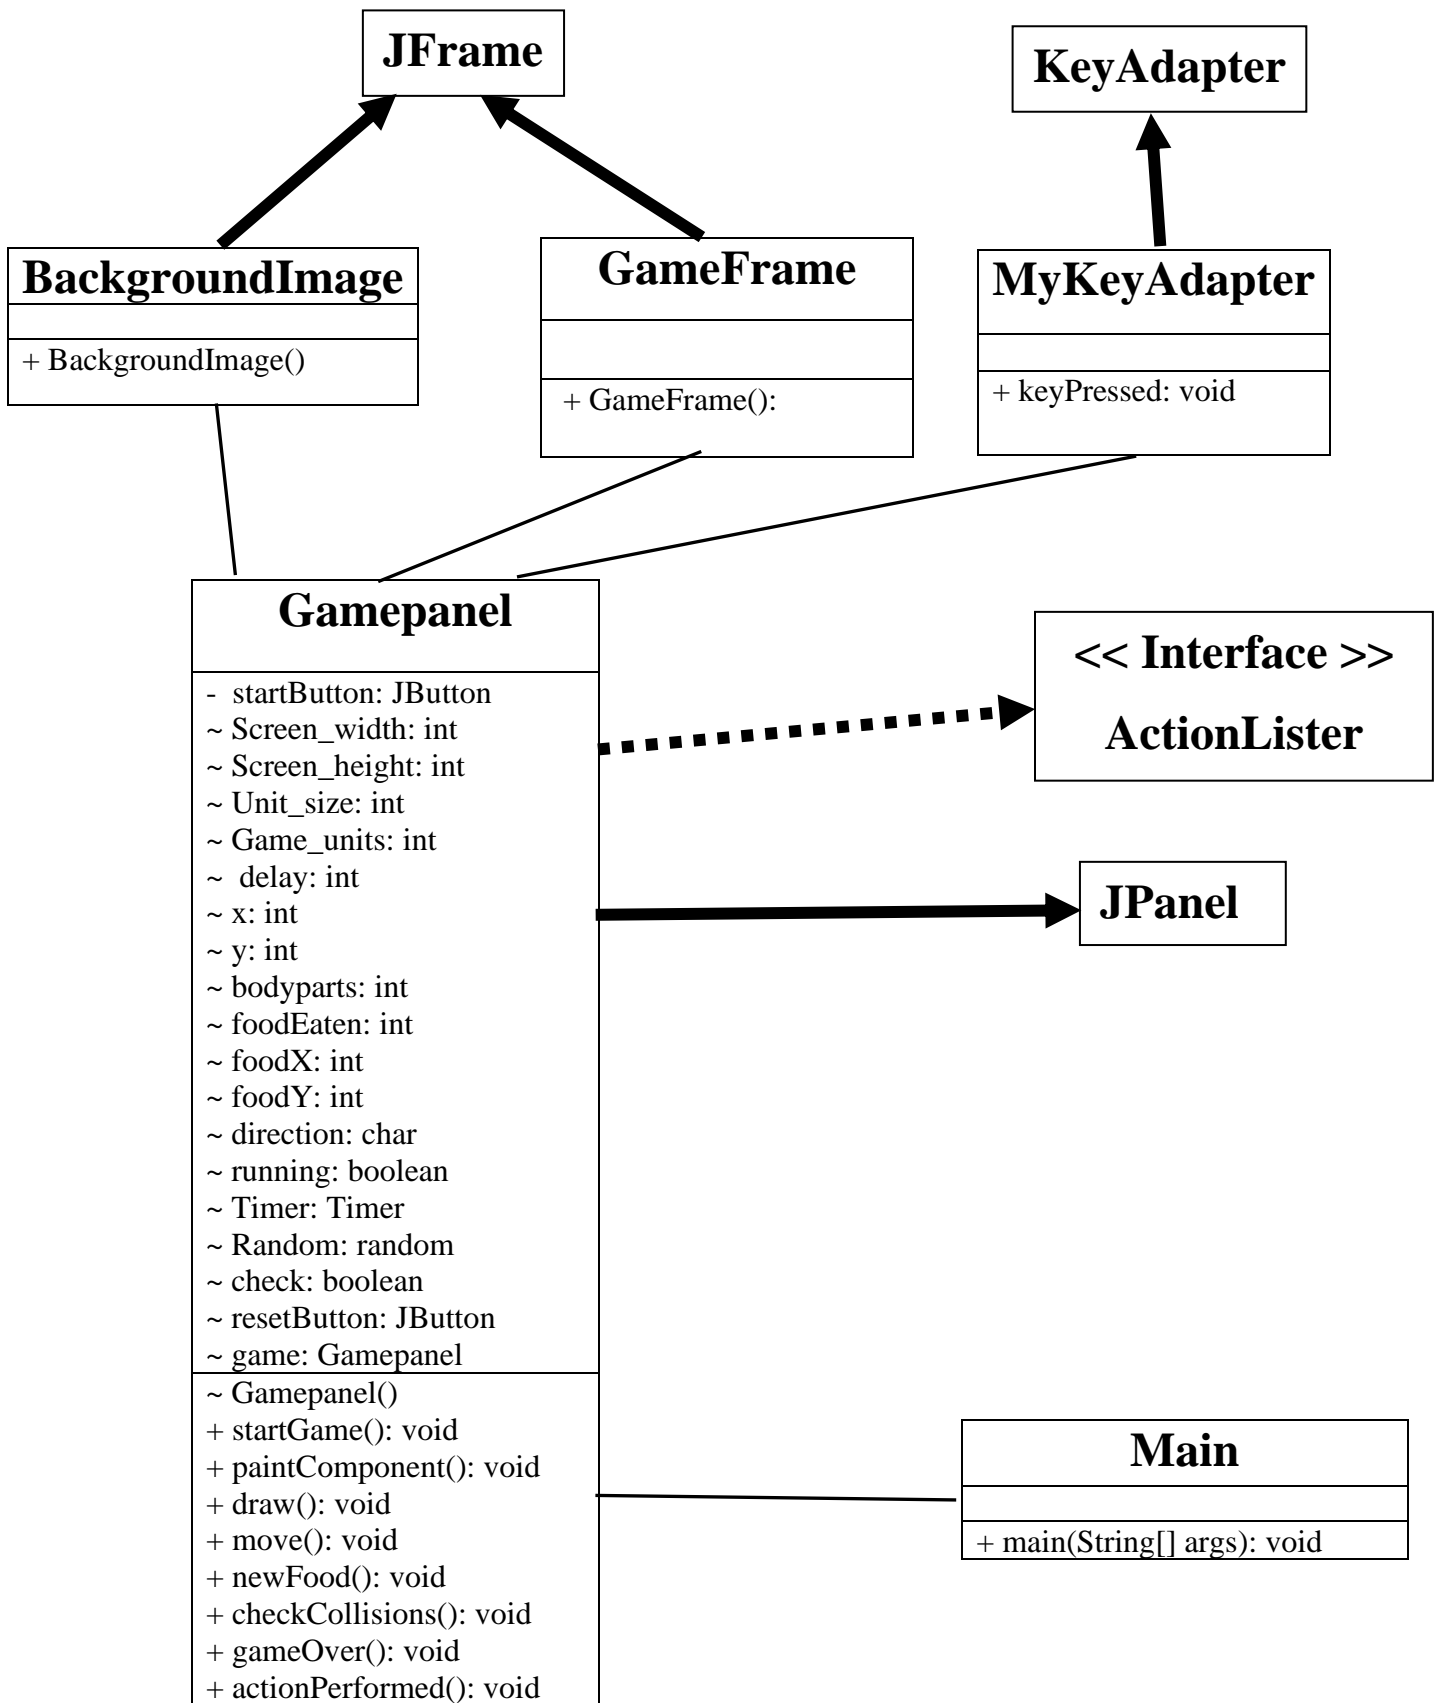 JFrame
KeyAdapter
BackgroundImage
+ BackgroundImage()
GameFrame
+ GameFrame():
MyKeyAdapter
+ keyPressed: void
Gamepanel
- startButton: JButton
~ Screen_width: int
~ Screen_height: int
~ Unit_size: int
~ Game_units: int
~ delay: int
~ x: int
~ y: int
~ bodyparts: int
~ foodEaten: int
~ foodX: int
~ foodY: int
~ direction: char
~ running: boolean
~ Timer: Timer
~ Random: random
~ check: boolean
~ resetButton: JButton
~ game: Gamepanel
~ Gamepanel()
+ startGame(): void
+ paintComponent(): void
+ draw(): void
+ move(): void
+ newFood(): void
+ checkCollisions(): void
+ gameOver(): void
+ actionPerformed(): void
<< Interface >>
ActionLister
JPanel
Main
+ main(String[] args): void